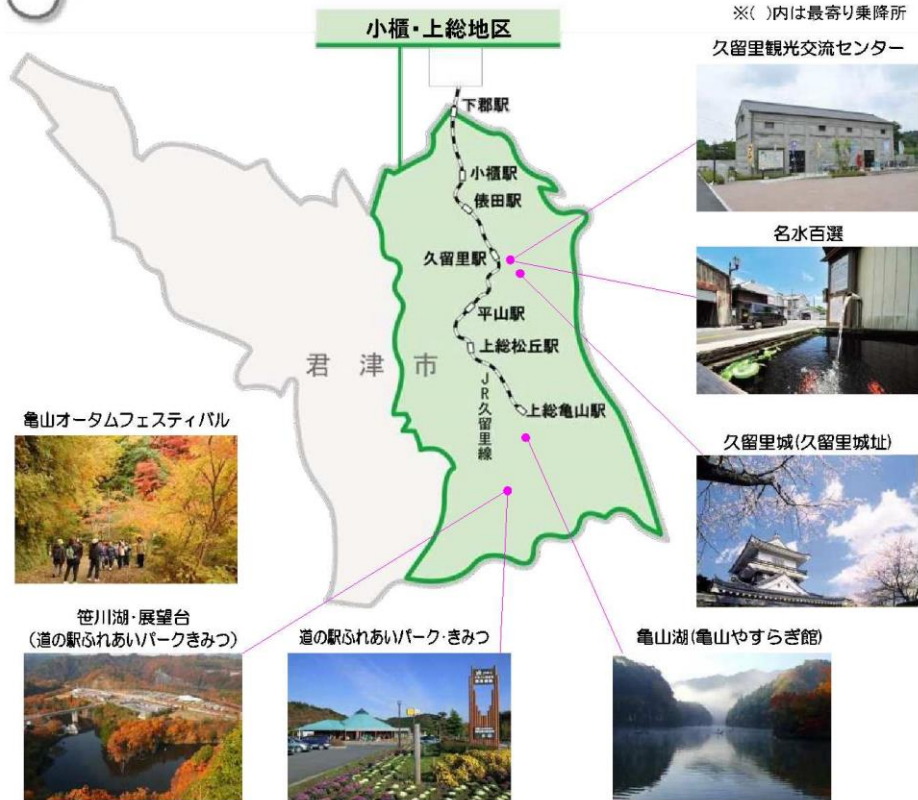 ※( )内は最寄り乗降所
小櫃・上総地区
久留里観光交流センター
下郡駅
小櫃駅
俵田駅
名水百選
久留里駅
平山駅
上総松丘駅
君津市
JR久留里線
上総亀山駅
亀山オータムフェスティバル
久留里城(久留里城址)
笹川湖・展望台
(道の駅ふれあいパークきみつ)
道の駅ふれあいパーク・きみつ
亀山湖(亀山やすらぎ館)